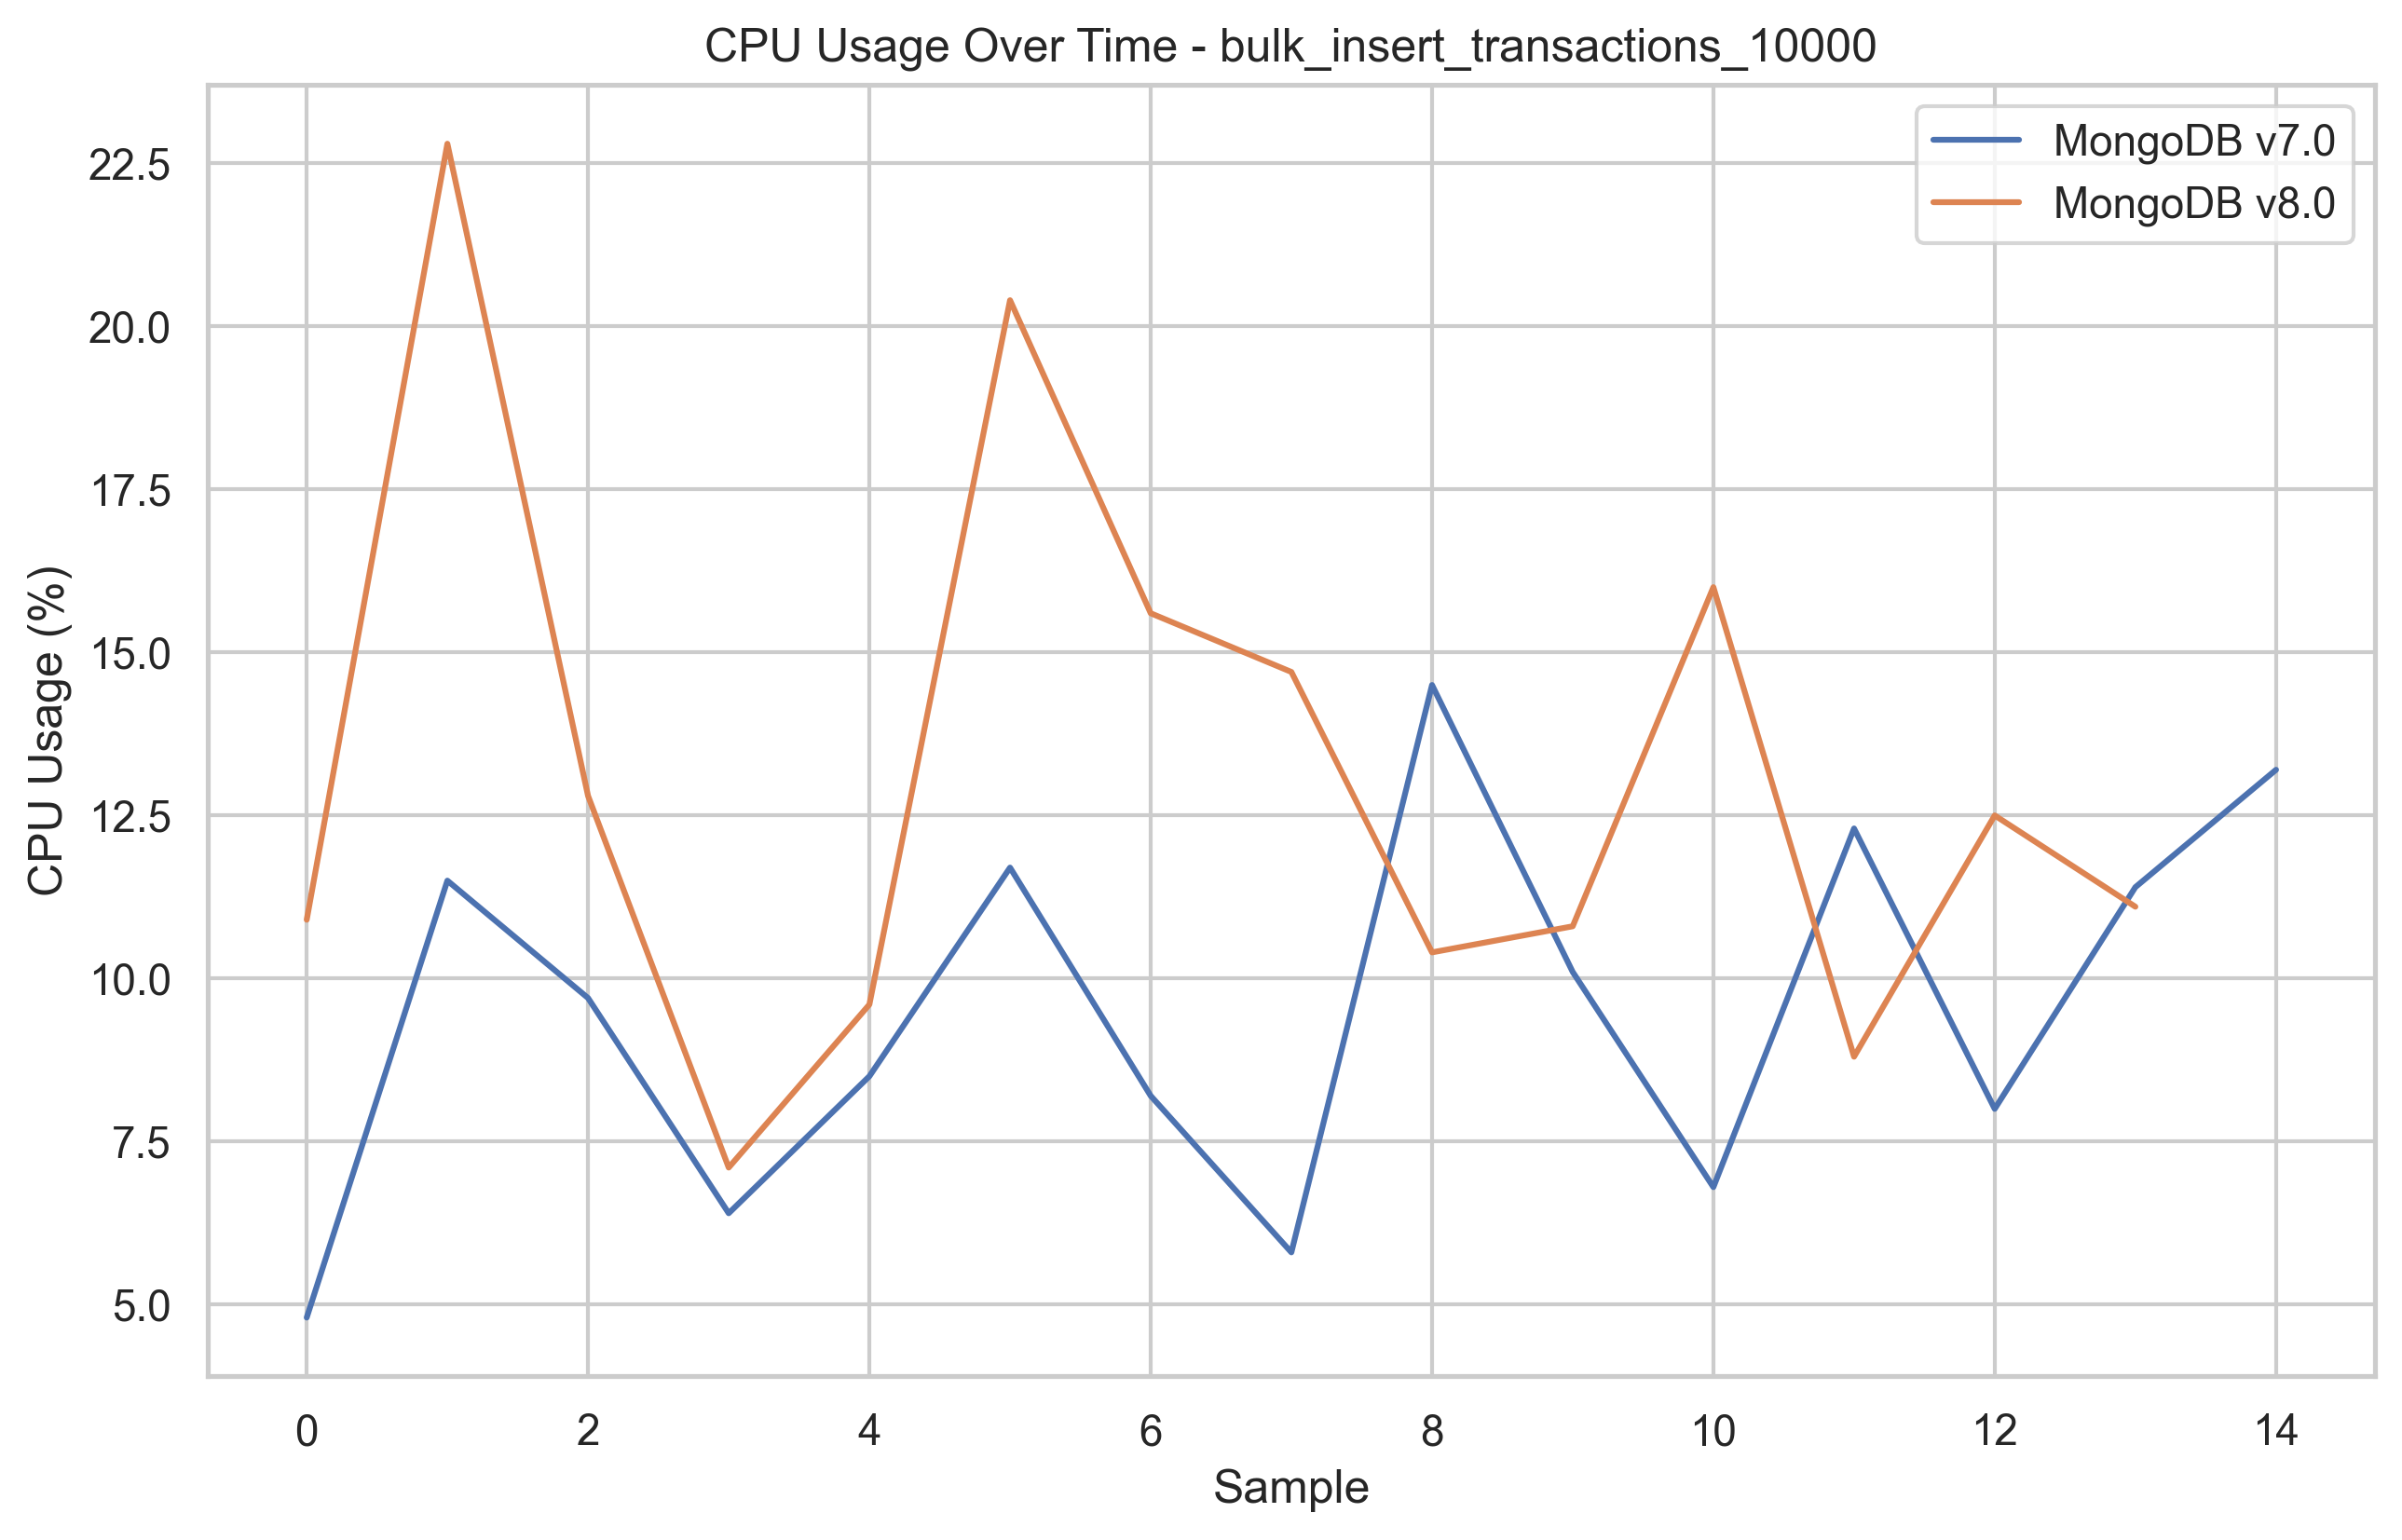 CPU Usage Over Time - bulk_insert_transactions_10000
MongoDB v7.0
MongoDB v8.0
CPU Usage (%)
22.5
20.0
17.5
15.0
12.5
10.0
7.5
5.0
0 2 4 6 8 10 12 14
Sample